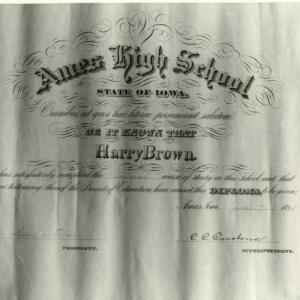 Ames High School
STATE OF IOWA.
Omnibus ad quos hae literae pervenerint salutem
BE IT KNOWN THAT
Harry Brown.
has satisfactorily completed the course of study in this School and that
in testimony thereof the Board of Education have caused this DIPLOMA, to be given
Ames Iowa
PRESIDENT.
SUPERINTENDENT.